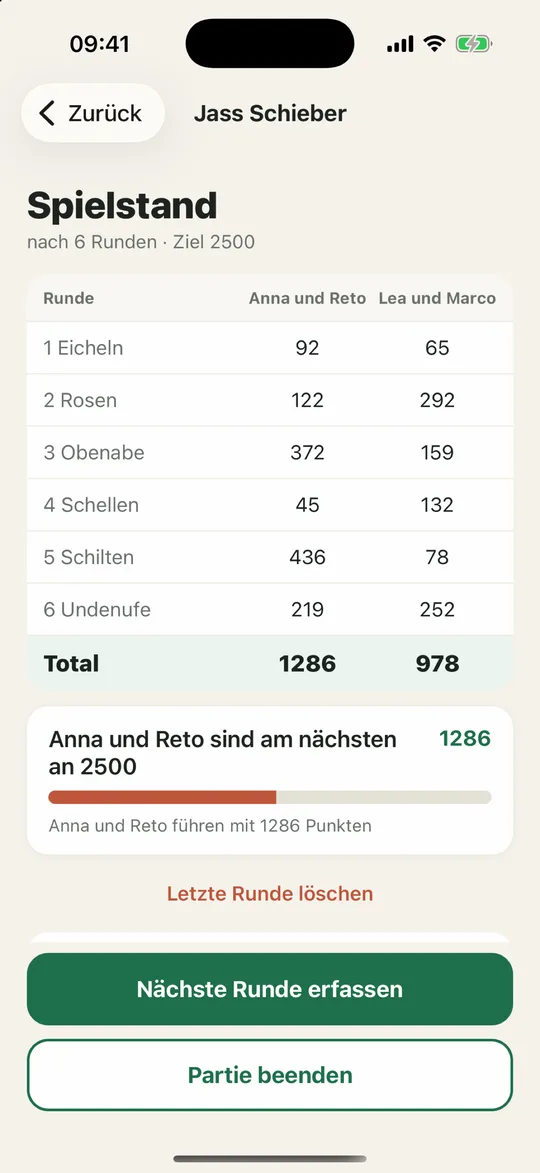 09:41
Zurück
Jass Schieber
Spielstand
nach 6 Runden · Ziel 2500
Runde Anna und Reto Lea und Marco
1 Eicheln 92 65
2 Rosen 122 292
3 Obenabe 372 159
4 Schellen 45 132
5 Schilten 436 78
6 Undenufe 219 252
Total 1286 978
Anna und Reto sind am nächsten 1286
an 2500
Anna und Reto führen mit 1286 Punkten
Letzte Runde löschen
Nächste Runde erfassen
Partie beenden